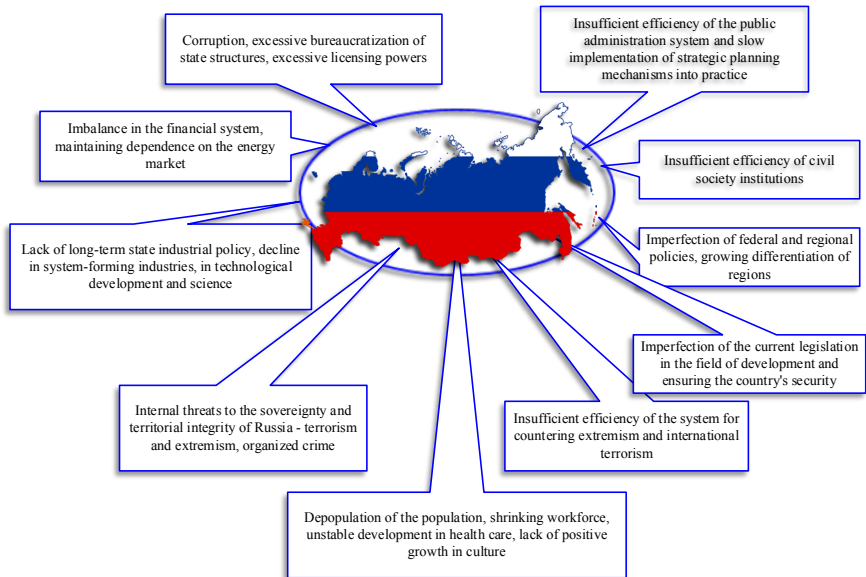 Corruption, excessive bureaucratization of
state structures, excessive licensing powers
Insufficient efficiency of the public
administration system and slow
implementation of strategic planning
mechanisms into practice
Imbalance in the financial system,
maintaining dependence on the energy
market
Insufficient efficiency of civil
society institutions
Lack of long-term state industrial policy, decline
in system-forming industries, in technological
development and science
Imperfection of federal and regional
policies, growing differentiation of
regions
Imperfection of the current legislation
in the field of development and
ensuring the country's security
Internal threats to the sovereignty and
territorial integrity of Russia - terrorism
and extremism, organized crime
Insufficient efficiency of the system for
countering extremism and international
terrorism
Depopulation of the population, shrinking workforce,
unstable development in health care, lack of positive
growth in culture